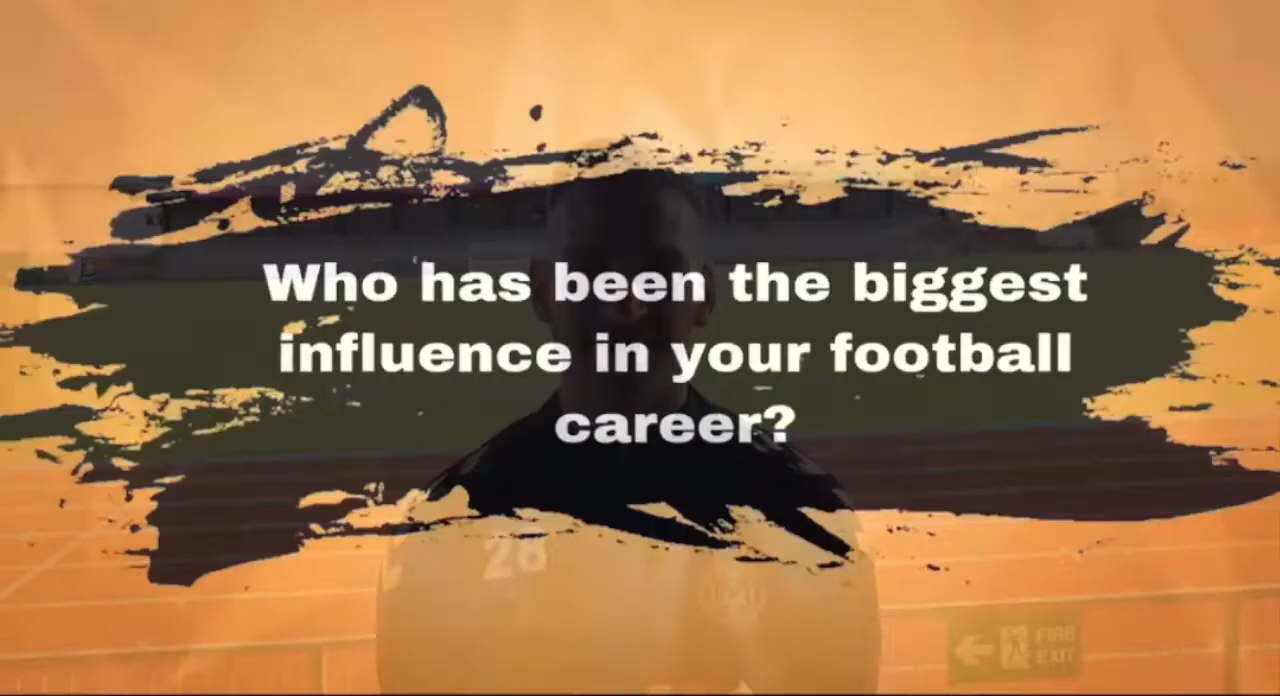 Who has been the biggest
influence in your football
career?
28
FIRE
EXIT